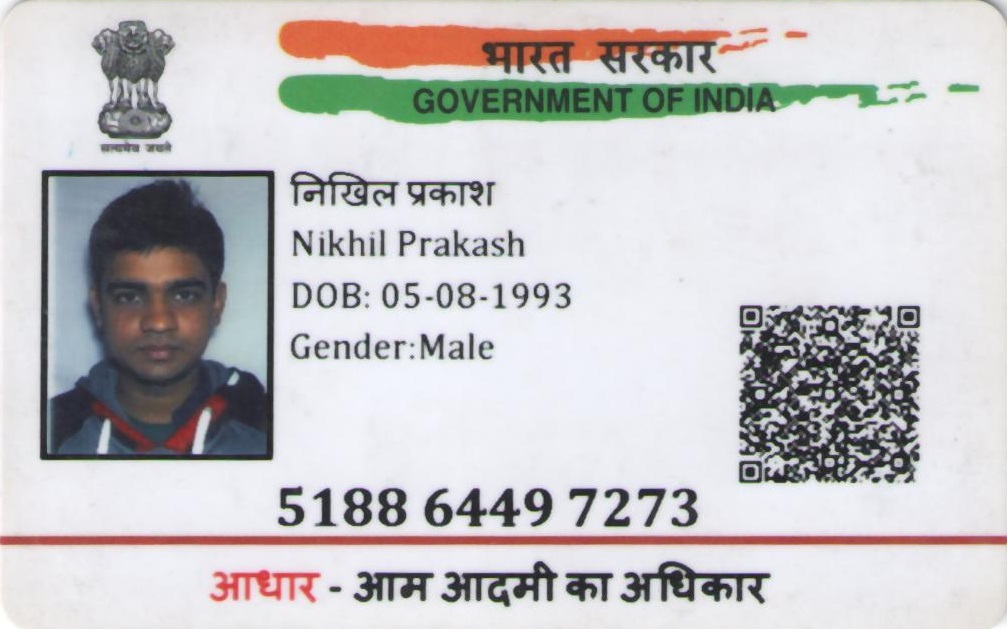 भारत सरकार
GOVERNMENT OF INDIA
सत्यमेव जयते
निखिल प्रकाश
Nikhil Prakash
DOB: 05-08-1993
Gender:Male
5188 6449 7273
आधार - आम आदमी का अधिकार